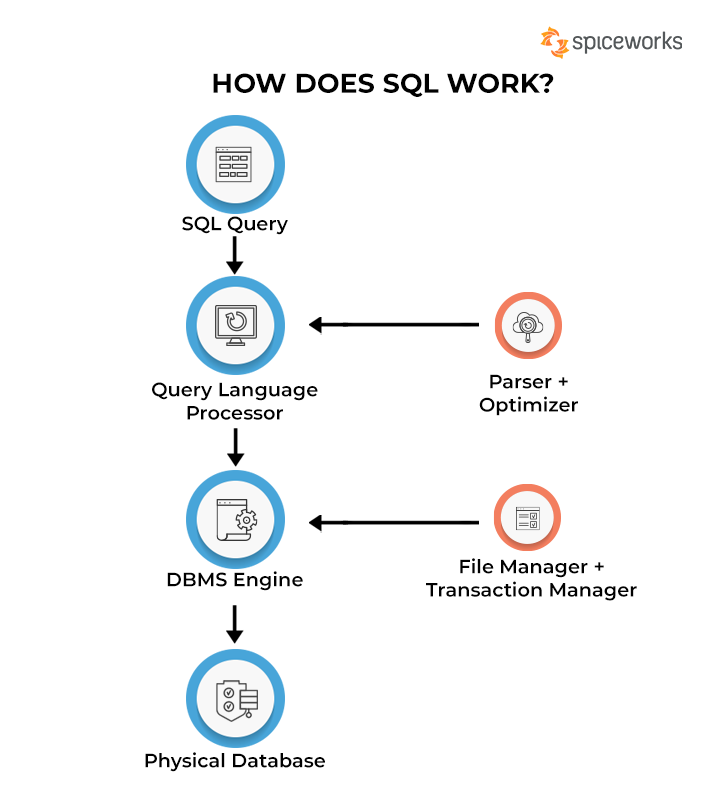 spiceworks
HOW DOES SQL WORK?
SQL Query
Query Language
Processor
Parser +
Optimizer
DBMS Engine
File Manager +
Transaction Manager
Physical Database